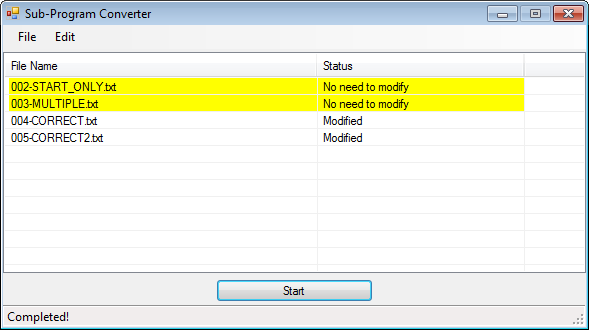 Sub-Program Converter
File Edit
File Name Status
002-START_ONLY.txt No need to modify
003-MULTIPLE.txt No need to modify
004-CORRECT.txt Modified
005-CORRECT2.txt Modified
Start
Completed!